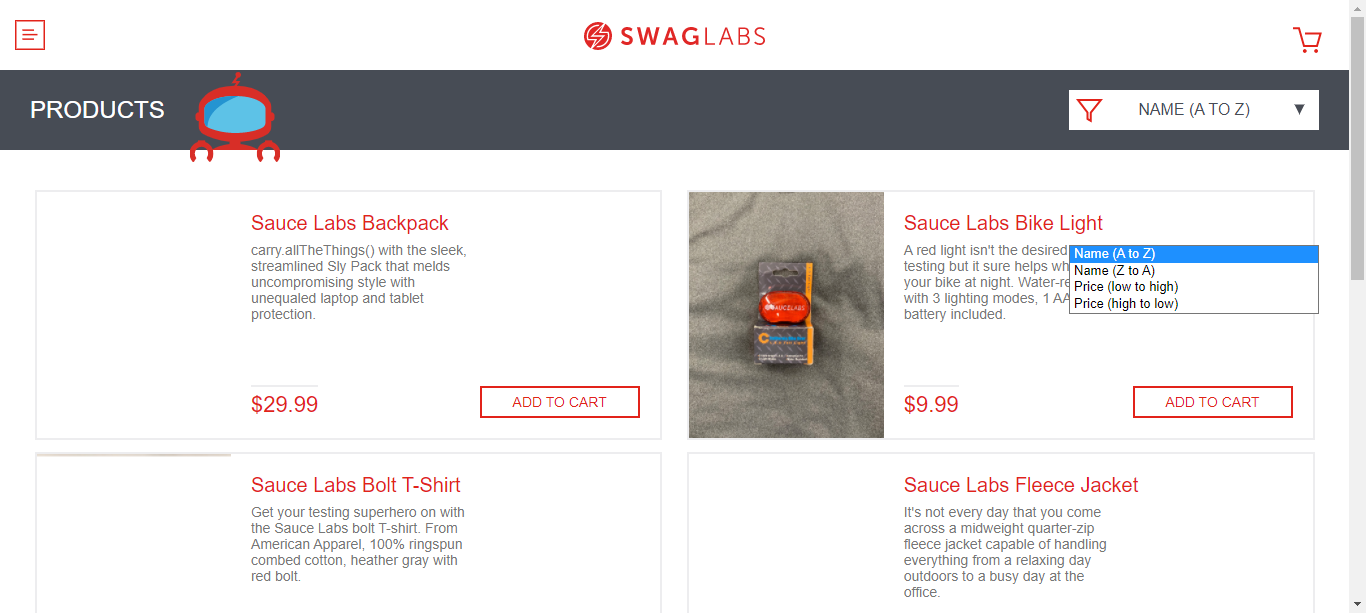 SWAGLABS
PRODUCTS
NAME (A TO Z)
Sauce Labs Backpack
carry.allTheThings() with the sleek,
streamlined Sly Pack that melds
uncompromising style with
unequaled laptop and tablet
protection.
$29.99
ADD TO CART
Sauce Labs Bike Light
A red light isn't the desired
testing but it sure helps
your bike at night.
with 3 lighting modes, 1
battery included.
Name (A to Z)
Name (Z to A)
Price (low to high)
Price (high to low)
$9.99
ADD TO CART
Sauce Labs Bolt T-Shirt
Get your testing superhero on with
the Sauce Labs bolt T-shirt. From
American Apparel, 100% ringspun
combed cotton, heather gray with
red bolt.
Sauce Labs Fleece Jacket
It's not every day that you come
across a midweight quarter-zip
fleece jacket capable of handling
everything from a relaxing day
outdoors to a busy day at the
office.